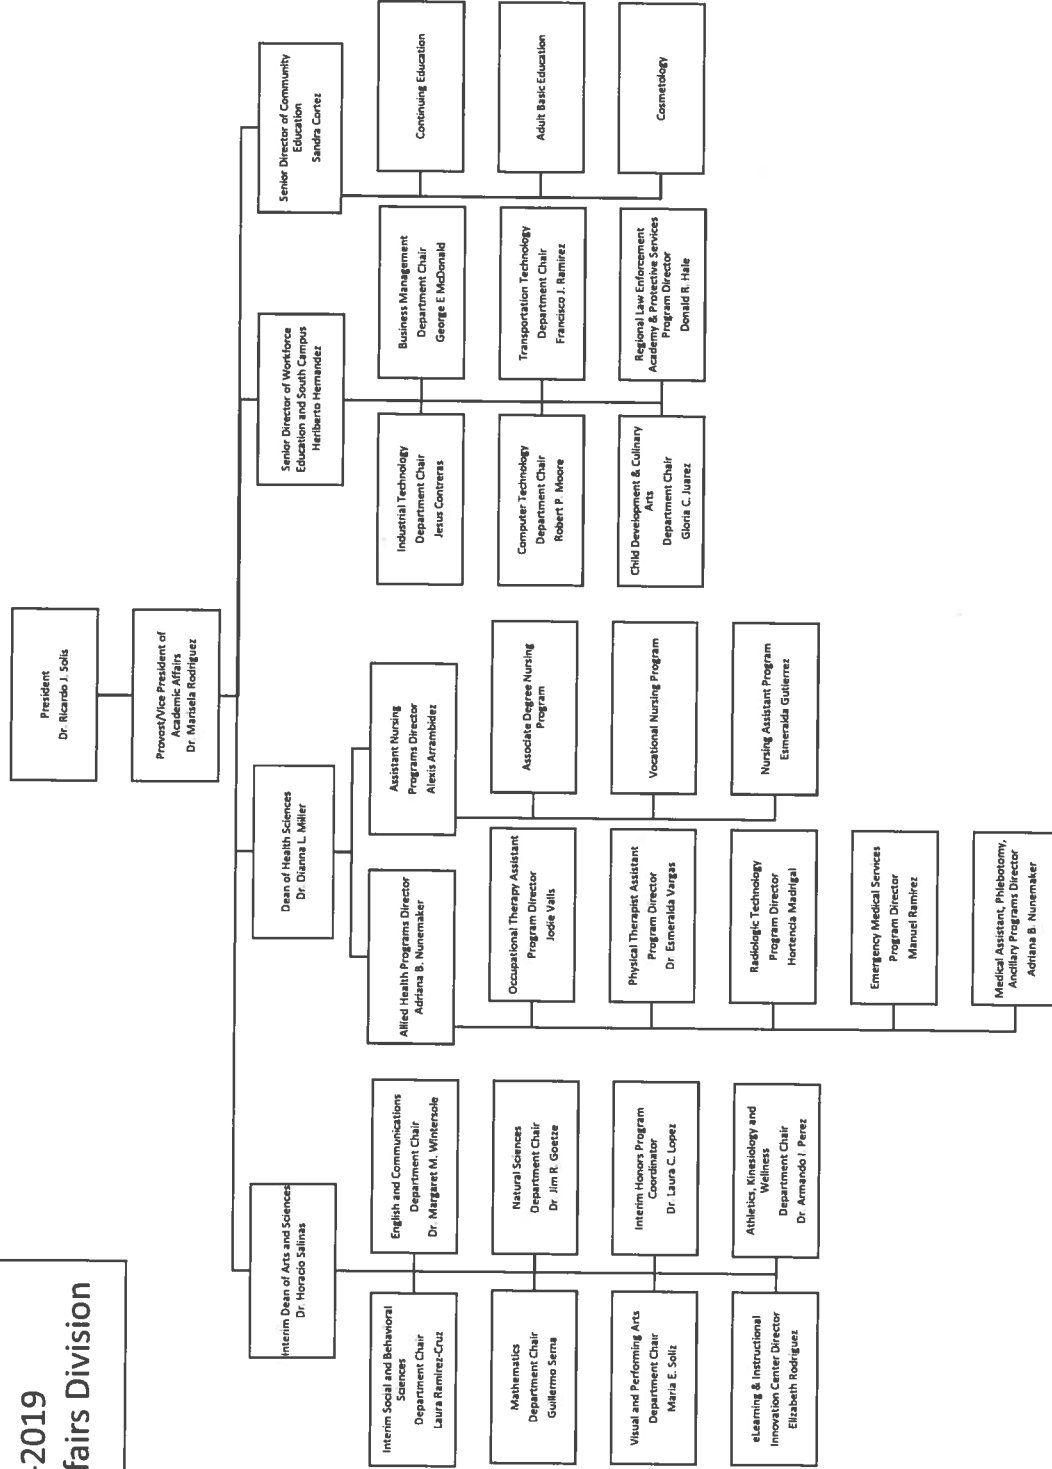 -2019
fairs Division
President
Dr. Ricardo J. Solis
Provost/Vice President of
Academic Affairs
Dr. Marisela Rodriguez
Interim Dean of Arts and Sciences
Dr. Horacio Salinas
Interim Social and Behavioral
Sciences
Department Chair
Laura Ramirez-Cruz
English and Communications
Department Chair
Dr. Margaret M. Wintersole
Mathematics
Department Chair
Guillermo Serna
Natural Sciences
Department Chair
Dr. Jim R. Goetze
Visual and Performing Arts
Department Chair
Maria E. Soliz
Interim Honors Program
Coordinator
Dr. Laura C. Lopez
eLearning & Instructional
Innovation Center Director
Elizabeth Rodriguez
Athletics, Kinesiology and
Wellness
Department Chair
Dr. Armando I. Perez
Dean of Health Sciences
Dr. Dianna L. Miller
Allied Health Programs Director
Adriana B. Nunemaker
Occupational Therapy Assistant
Program Director
Jodie Valls
Physical Therapist Assistant
Program Director
Dr. Esmeralda Vargas
Radiologic Technology
Program Director
Hortencia Madrigal
Emergency Medical Services
Program Director
Manuel Ramirez
Medical Assistant, Phlebotomy,
Ancillary Programs Director
Adriana B. Nunemaker
Assistant Nursing
Programs Director
Alexis Arrambidez
Associate Degree Nursing
Program
Vocational Nursing Program
Nursing Assistant Program
Esmeralda Gutierrez
Senior Director of Workforce
Education and South Campus
Heriberto Hernandez
Industrial Technology
Department Chair
Jesus Contreras
Business Management
Department Chair
George E McDonald
Computer Technology
Department Chair
Robert P. Moore
Transportation Technology
Department Chair
Francisco J. Ramirez
Child Development & Culinary
Arts
Department Chair
Gloria C. Juarez
Regional Law Enforcement
Academy & Protective Services
Program Director
Donald R. Hale
Senior Director of Community
Education
Sandra Cortez
Continuing Education
Adult Basic Education
Cosmetology